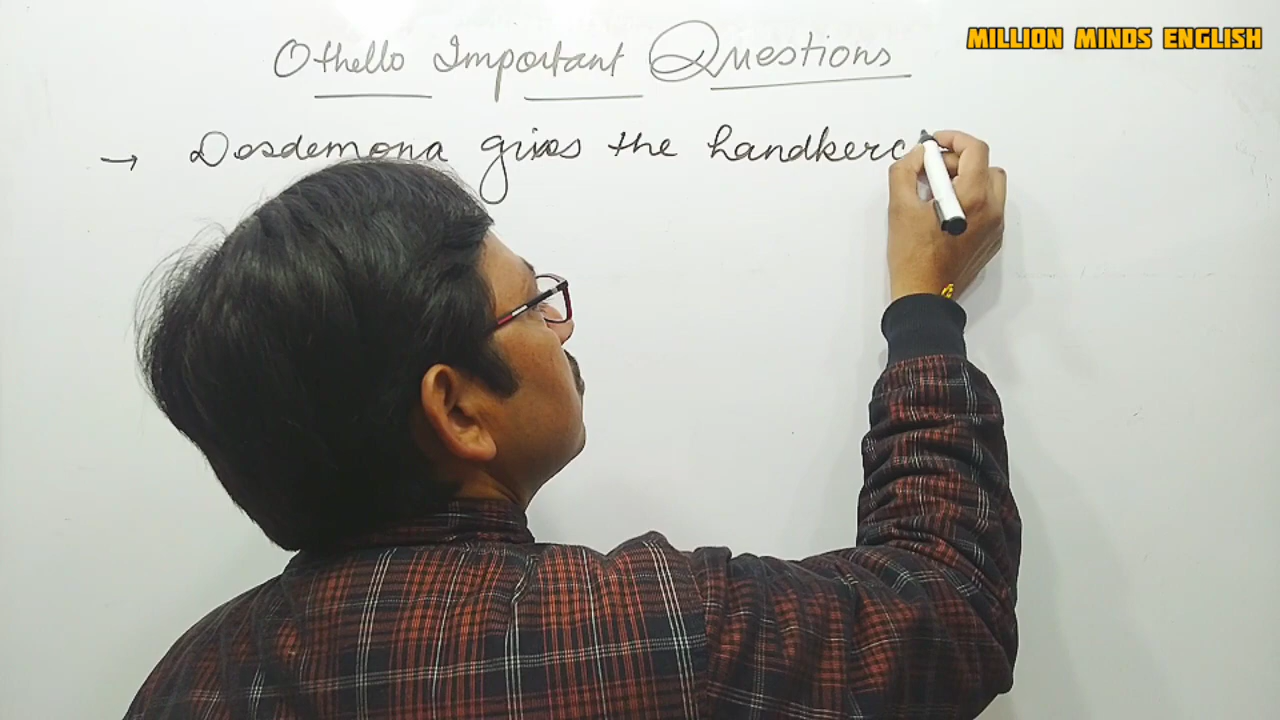 MILLION MINDS ENGLISH
Othello Important Questions
→ Desdemona gives the handkerc